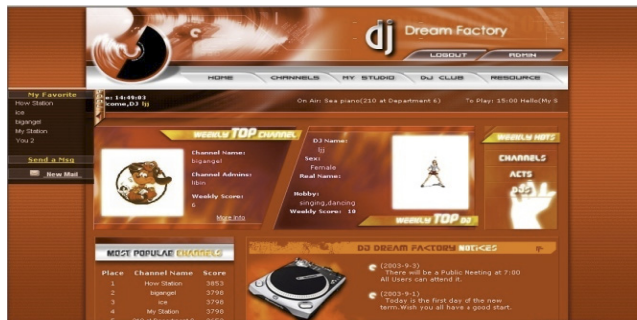 dj Dream Factory
LOGOUT ADMIN
HOME CHANNELS MY STUDIO DJ CLUB RESOURCE
My Favorite
How Station
ice
bigangel
My Station
You 2
Send a Msg
New Mail
14:49:03
come,DJ ljj
On Air: Sea piano(210 at Department 6) To Play: 15:00 Hello(My S
WEEKLY TOP CHANNEL
Channel Name:
bigangel
Channel Admins:
libin
Weekly Score:
6
More info
DJ Name:
ljj
Sex:
Female
Real Name:
Hobby:
singing,dancing
Weekly Score: 10
WEEKLY TOP DJ
WEEKLY HOTS
CHANNELS
ACTS
DJS
MOST POPULAR CHANNELS
Place Channel Name Score
1 How Station 3853
2 bigangel 3798
3 ice 3798
4 My Station 3798
DJ DREAM FACTORY NOTICES
(2003-9-3)
There will be a Public Meeting at 7:00
All Users can attend it.
(2003-9-1)
Today is the first day of the new
term.Wish you all have a good start.